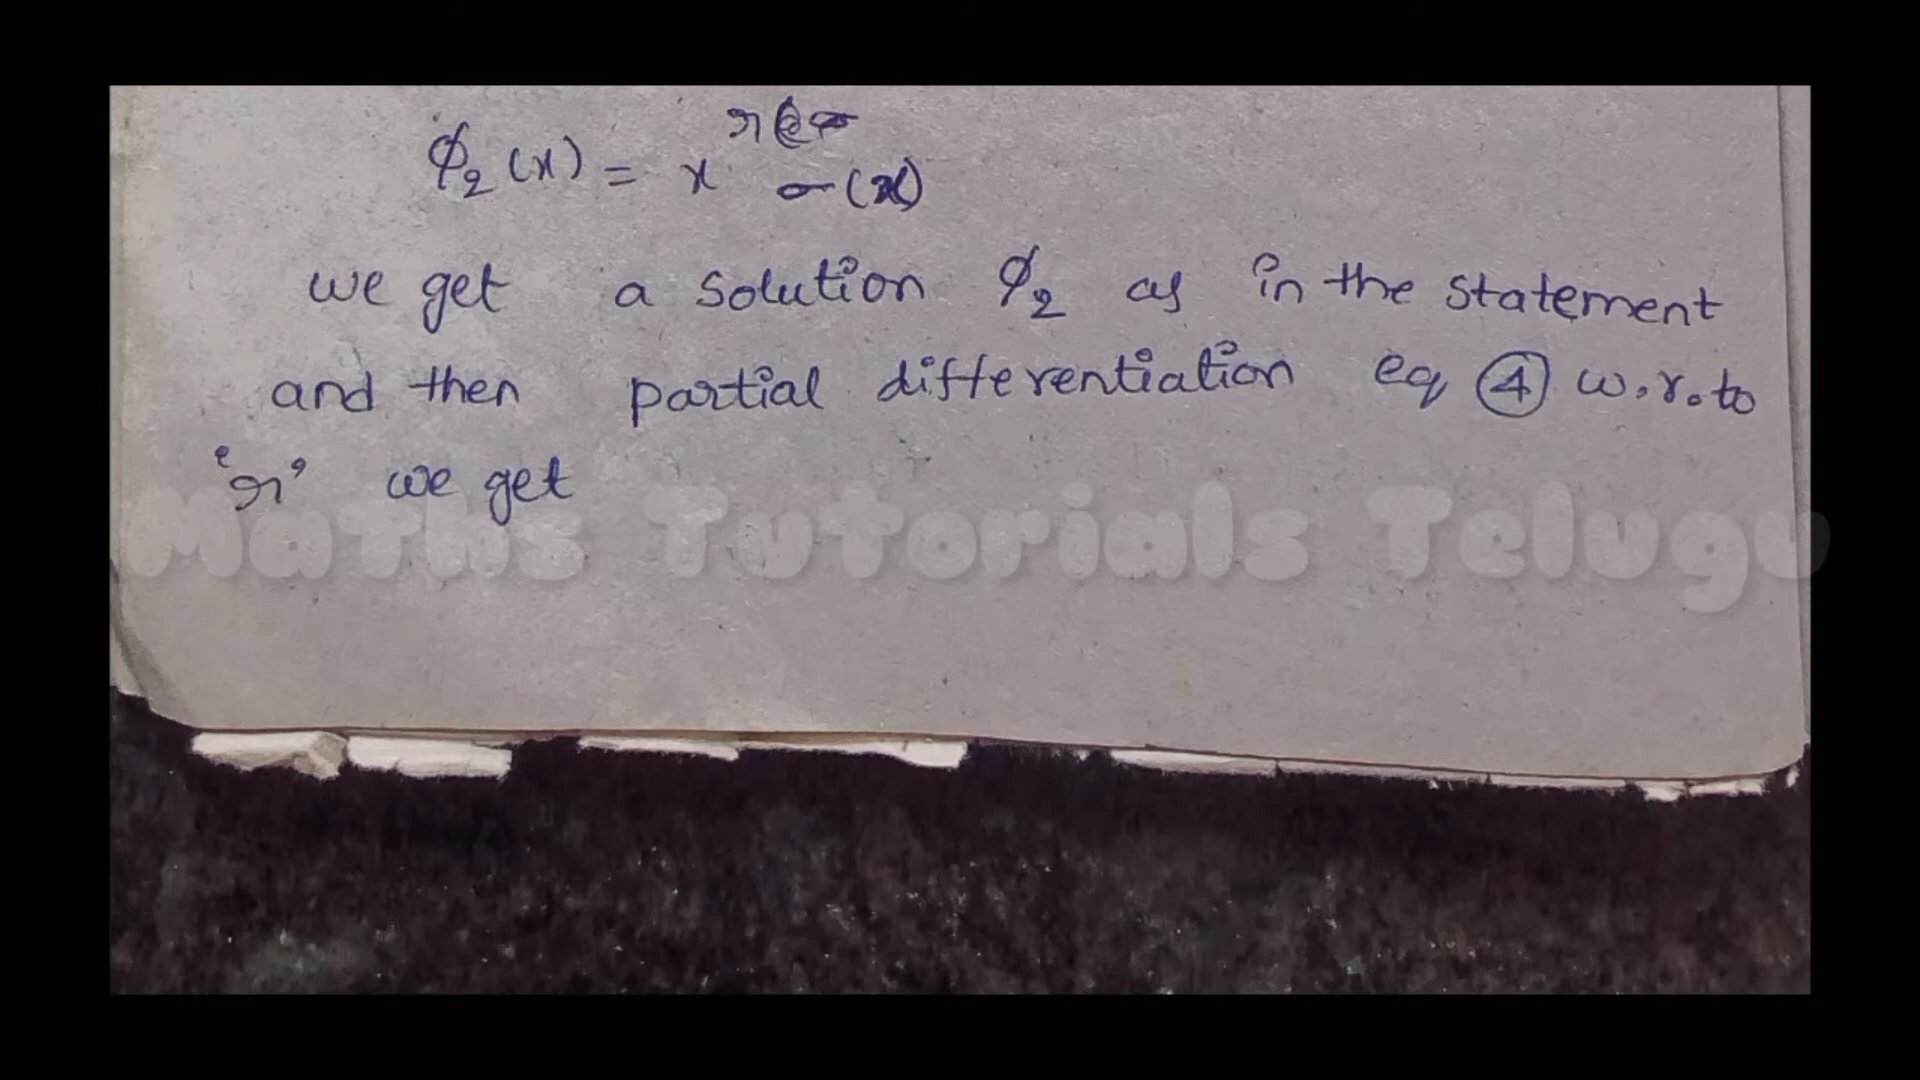 ϕ₂(x) = x^r σ(x)
we get a solution ϕ₂ as in the statement
and then partial differentiation eq ④ w.r.to
'r' we get
Maths Tutorials Telugu